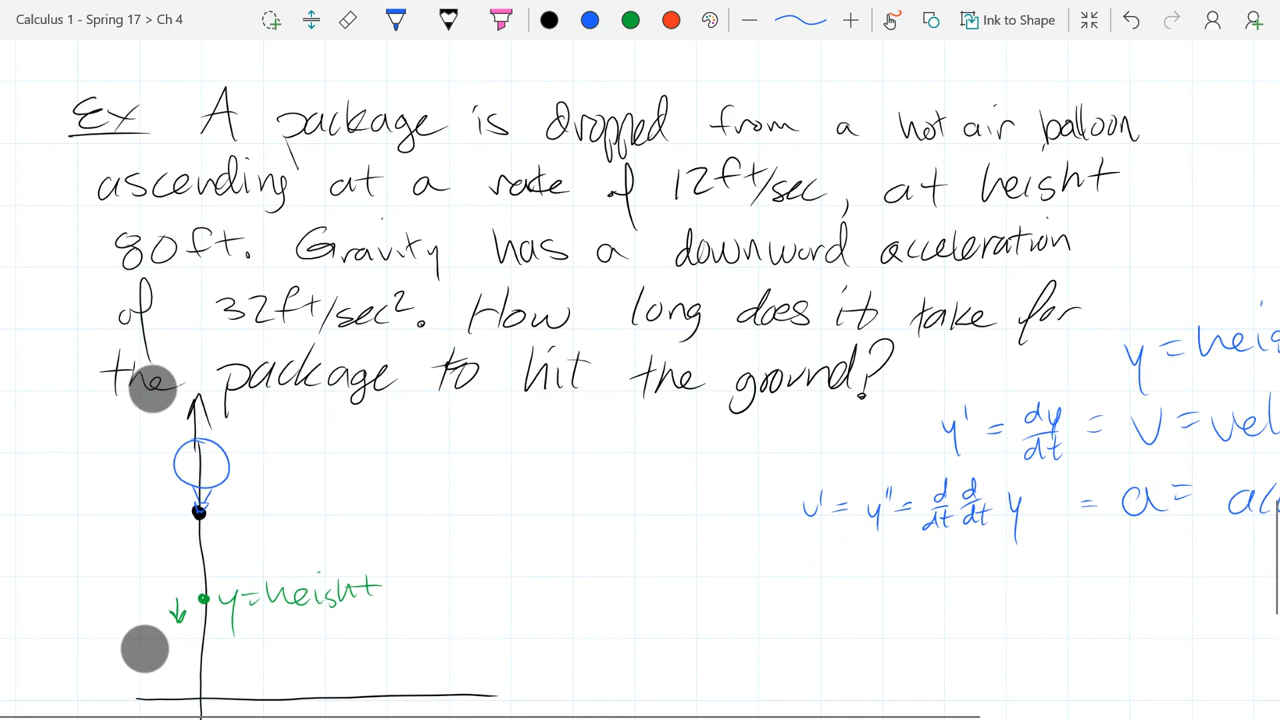 Calculus 1 - Spring 17 > Ch 4
Ink to Shape
Ex A package is dropped from a hot air balloon
ascending at a rate of 12ft/sec, at height
80ft. Gravity has a downward acceleration
of 32ft/sec². How long does it take for
the package to hit the ground?
y = heig
y' = dy/dt = v = vel
v' = y'' = d/dt d/dt y = a = a
y=height